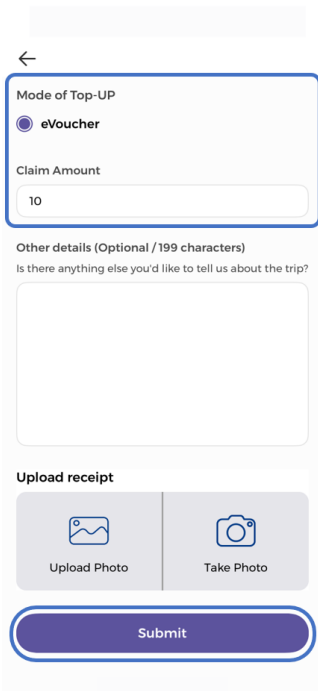 Mode of Top-UP
eVoucher
Claim Amount
10
Other details (Optional / 199 characters)
Is there anything else you'd like to tell us about the trip?
Upload receipt
Upload Photo
Take Photo
Submit